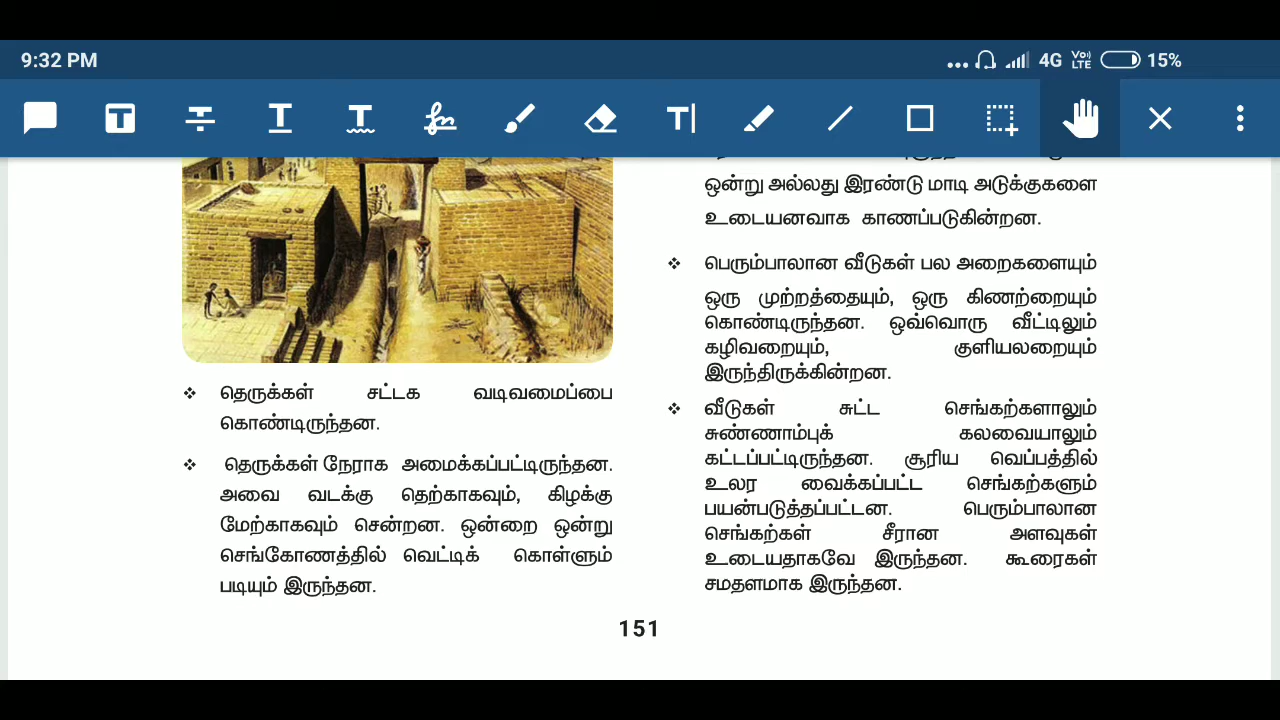 9:32 PM
4G
Vo))
LTE
15%
ஒன்று அல்லது இரண்டு மாடி அடுக்குகளை
உடையனவாக காணப்படுகின்றன.
❖ தெருக்கள் சட்டக வடிவமைப்பை
கொண்டிருந்தன.
❖ தெருக்கள் நேராக அமைக்கப்பட்டிருந்தன.
அவை வடக்கு தெற்காகவும், கிழக்கு
மேற்காகவும் சென்றன. ஒன்றை ஒன்று
செங்கோணத்தில் வெட்டிக் கொள்ளும்
படியும் இருந்தன.
❖ பெரும்பாலான வீடுகள் பல அறைகளையும்
ஒரு முற்றத்தையும், ஒரு கிணற்றையும்
கொண்டிருந்தன. ஒவ்வொரு வீட்டிலும்
கழிவறையும், குளியலறையும்
இருந்திருக்கின்றன.
❖ வீடுகள் சுட்ட செங்கற்களாலும்
சுண்ணாம்புக் கலவையாலும்
கட்டப்பட்டிருந்தன. சூரிய வெப்பத்தில்
உலர வைக்கப்பட்ட செங்கற்களும்
பயன்படுத்தப்பட்டன. பெரும்பாலான
செங்கற்கள் சீரான அளவுகள்
உடையதாகவே இருந்தன. கூரைகள்
சமதளமாக இருந்தன.
151